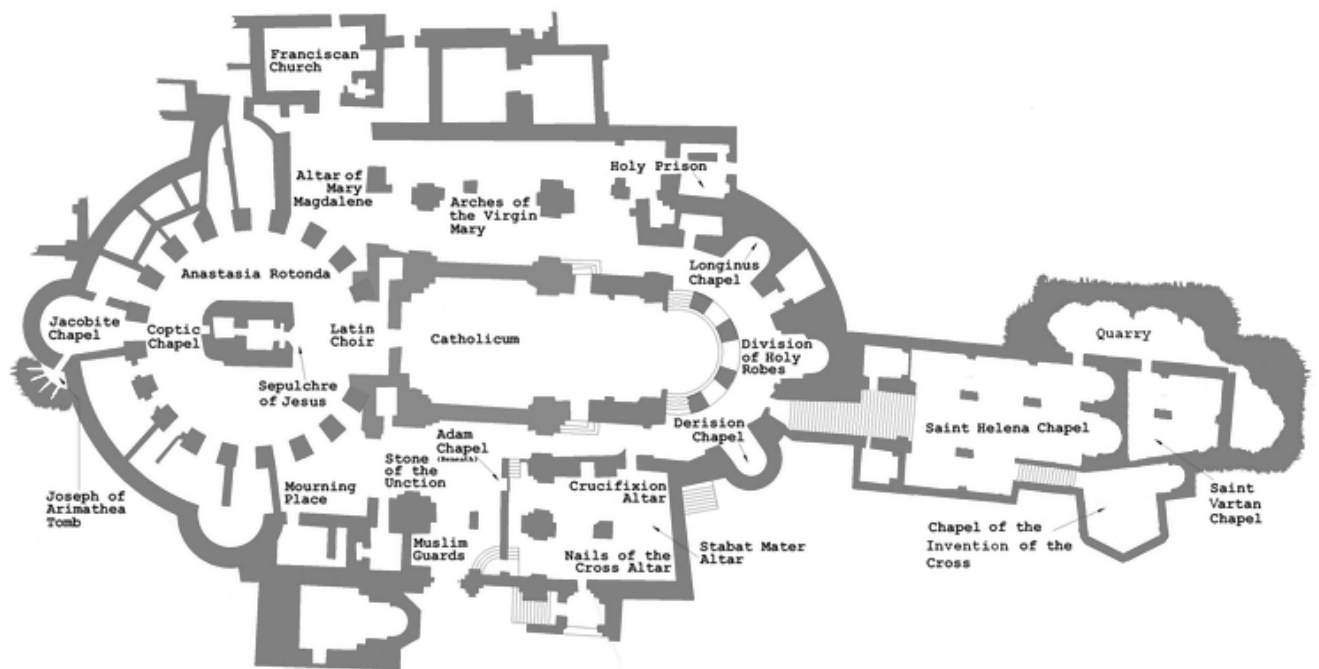 Franciscan
Church
Holy Prison
Altar of
Mary
Magdalene
Arches of
the Virgin
Mary
Anastasia Rotonda
Longinus
Chapel
Jacobite
Chapel
Coptic
Chapel
Latin
Choir
Catholicum
Division
of Holy
Robes
Quarry
Sepulchre
of Jesus
Derision
Chapel
Saint Helena Chapel
Adam
Chapel
(Beneath)
Stone
of the
Unction
Mourning
Place
Crucifixion
Altar
Joseph of
Arimathea
Tomb
Saint
Vartan
Chapel
Muslim
Guards
Nails of the
Cross Altar
Stabat Mater
Altar
Chapel of the
Invention of the
Cross